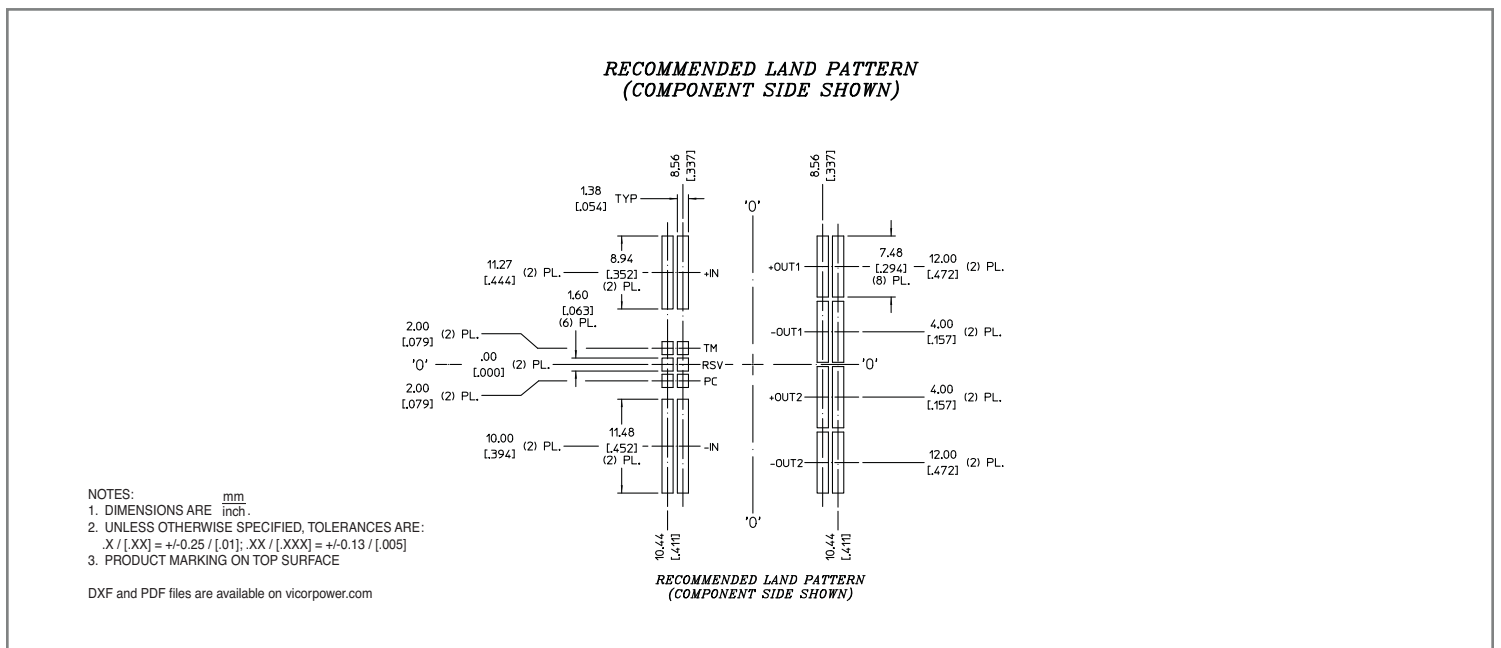 RECOMMENDED LAND PATTERN
(COMPONENT SIDE SHOWN)
8.56
[.337]
8.56
[.337]
1.38
[.054] TYP
'0'
11.27
[.444] (2) PL.
8.94
[.352]
(2) PL.
+IN
+OUT1
7.48
[.294]
(8) PL.
12.00
[.472] (2) PL.
1.60
[.063]
(6) PL.
2.00
[.079] (2) PL.
TM
-OUT1
4.00
[.157] (2) PL.
'0'
.00
[.000] (2) PL.
RSV
'0'
2.00
[.079] (2) PL.
PC
+OUT2
4.00
[.157] (2) PL.
10.00
[.394] (2) PL.
11.48
[.452]
(2) PL.
-IN
-OUT2
12.00
[.472] (2) PL.
'0'
10.44
[.411]
10.44
[.411]
RECOMMENDED LAND PATTERN
(COMPONENT SIDE SHOWN)
NOTES:
1. DIMENSIONS ARE mm
inch .
2. UNLESS OTHERWISE SPECIFIED, TOLERANCES ARE:
.X / [.XX] = +/-0.25 / [.01]; .XX / [.XXX] = +/-0.13 / [.005]
3. PRODUCT MARKING ON TOP SURFACE
DXF and PDF files are available on vicorpower.com